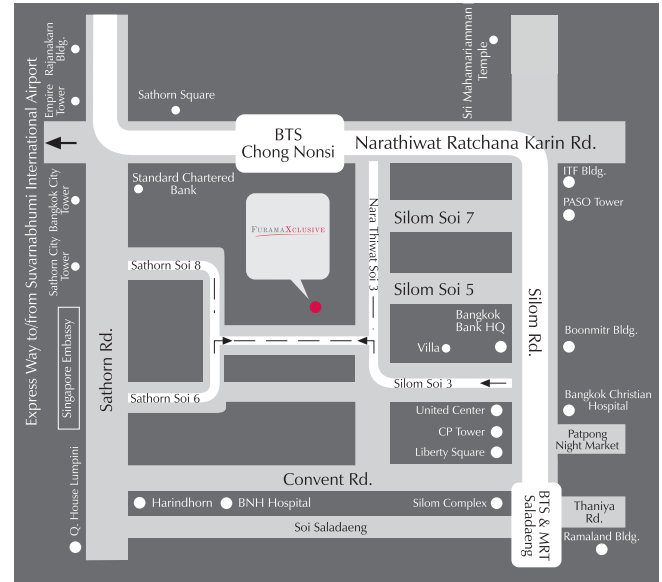 Express Way to/from Suvarnabhumi International Airport
Rajanakarn
Bldg.
Empire
Tower
Bangkok City
Tower
Sathorn City
Tower
Singapore Embassy
Q. House Lumpini
Sathorn Rd.
Sathorn Square
BTS
Chong Nonsi
Narathiwat Ratchana Karin Rd.
Sri Mahamariamman
Temple
Standard Chartered
Bank
FURAMAXCLUSIVE
Nara Thiwat Soi 3
Silom Soi 7
Silom Soi 5
Sathorn Soi 8
Sathorn Soi 6
Bangkok
Bank HQ
Villa
Silom Soi 3
United Center
CP Tower
Liberty Square
Silom Rd.
ITF Bldg.
PASO Tower
Boonmitr Bldg.
Bangkok Christian
Hospital
Patpong
Night Market
Convent Rd.
Harindhorn
BNH Hospital
Silom Complex
Soi Saladaeng
BTS & MRT
Saladaeng
Thaniya
Rd.
Ramaland Bldg.